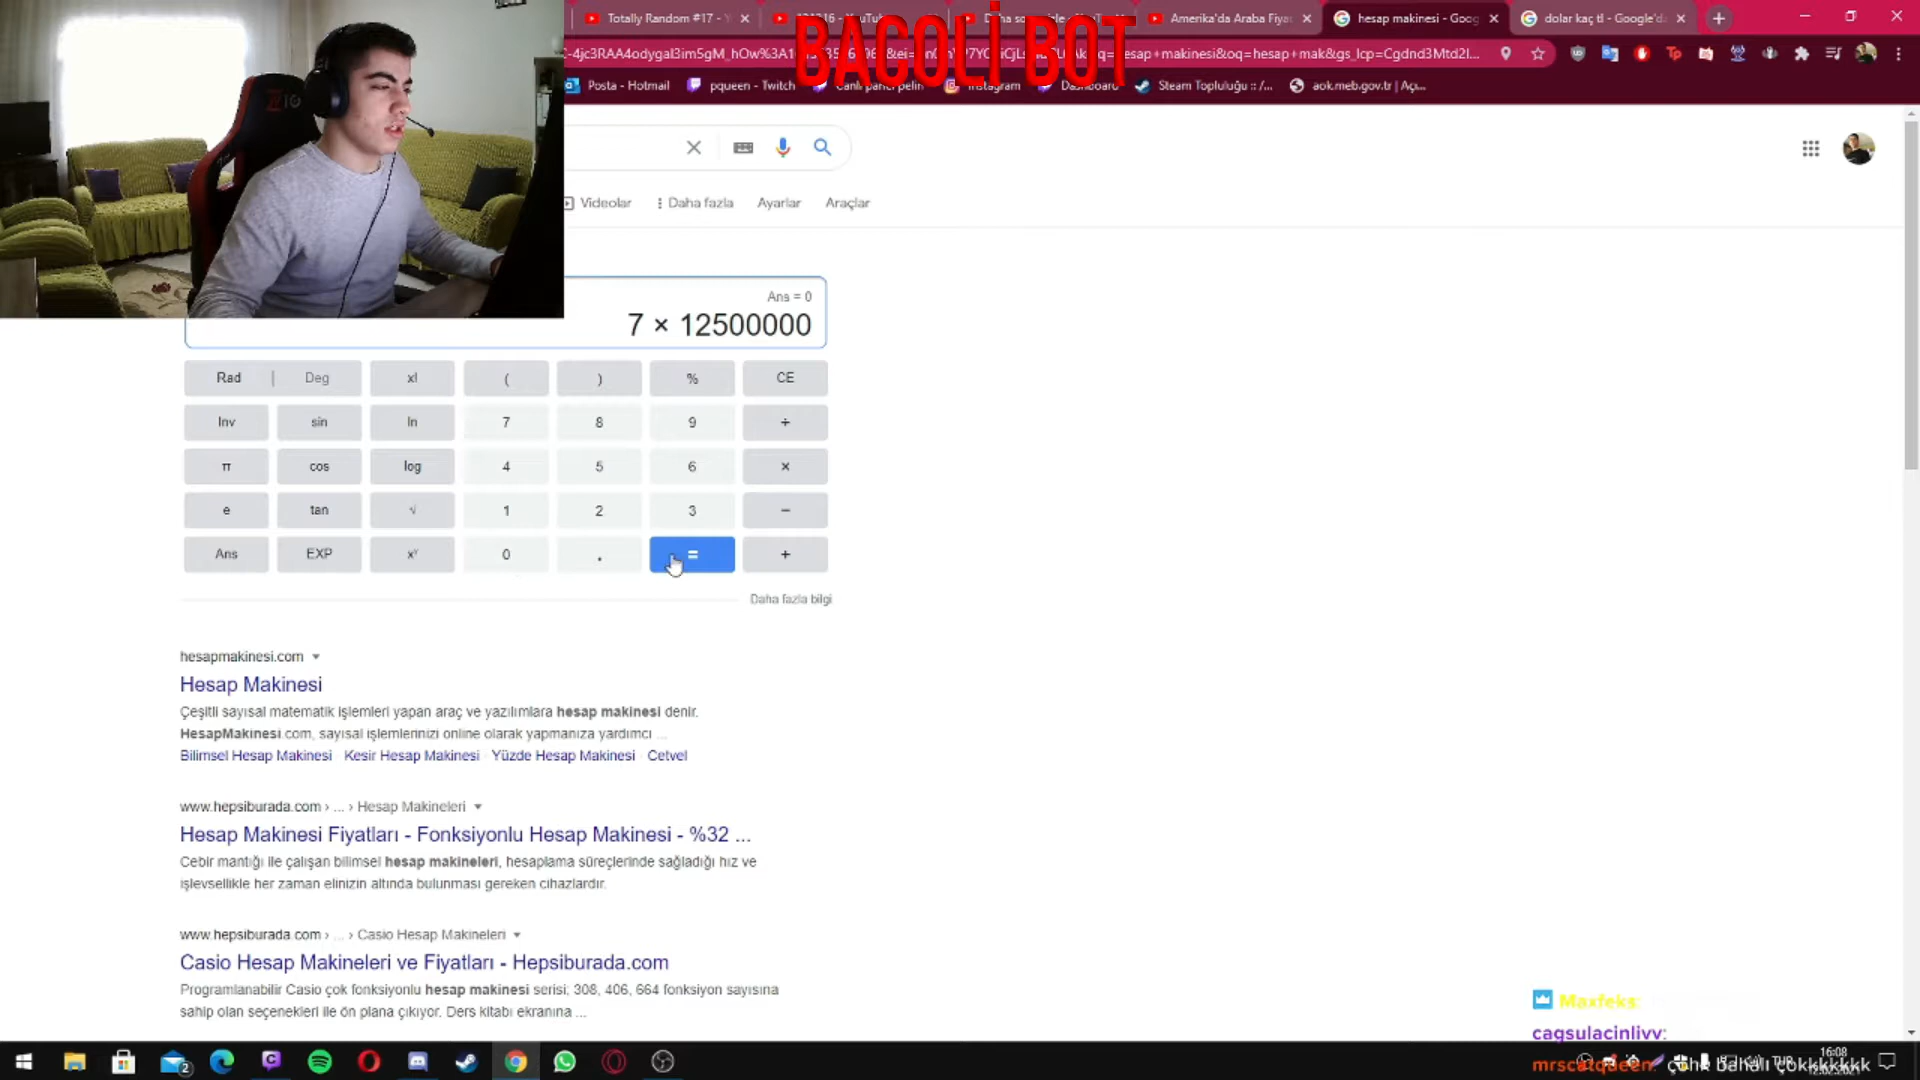 Totally Random #17 - Y
Amerika'da Araba Fiyat
hesap makinesi - Goog
dolar kaç tl - Google'd
BAGOLİ BOT
Posta - Hotmail
pqueen - Twitch
Canlı panel pelin
Instagram
Dashboard
Steam Topluluğu :: /...
aok.meb.gov.tr | Açı...
Videolar
Daha fazla
Ayarlar
Araçlar
Ans = 0
7 × 12500000
Rad | Deg x! ( ) % CE
Inv sin ln 7 8 9 ÷
π cos log 4 5 6 ×
e tan √ 1 2 3 −
Ans EXP xʸ 0 . = +
Daha fazla bilgi
hesapmakinesi.com
Hesap Makinesi
Çeşitli sayısal matematik işlemleri yapan araç ve yazılımlara hesap makinesi denir.
HesapMakinesi.com, sayısal işlemlerinizi online olarak yapmanıza yardımcı ...
Bilimsel Hesap Makinesi · Kesir Hesap Makinesi · Yüzde Hesap Makinesi · Cetvel
www.hepsiburada.com › ... › Hesap Makineleri
Hesap Makinesi Fiyatları - Fonksiyonlu Hesap Makinesi - %32 ...
Cebir mantığı ile çalışan bilimsel hesap makineleri, hesaplama süreçlerinde sağladığı hız ve
işlevsellikle her zaman elinizin altında bulunması gereken cihazlardır.
www.hepsiburada.com › ... › Casio Hesap Makineleri
Casio Hesap Makineleri ve Fiyatları - Hepsiburada.com
Programlanabilir Casio çok fonksiyonlu hesap makinesi serisi; 308, 406, 664 fonksiyon sayısına
sahip olan seçenekleri ile ön plana çıkıyor. Ders kitabı ekranına ...
Maxfeks:
cagsulacinlivv:
mrscatqueen:
16:08